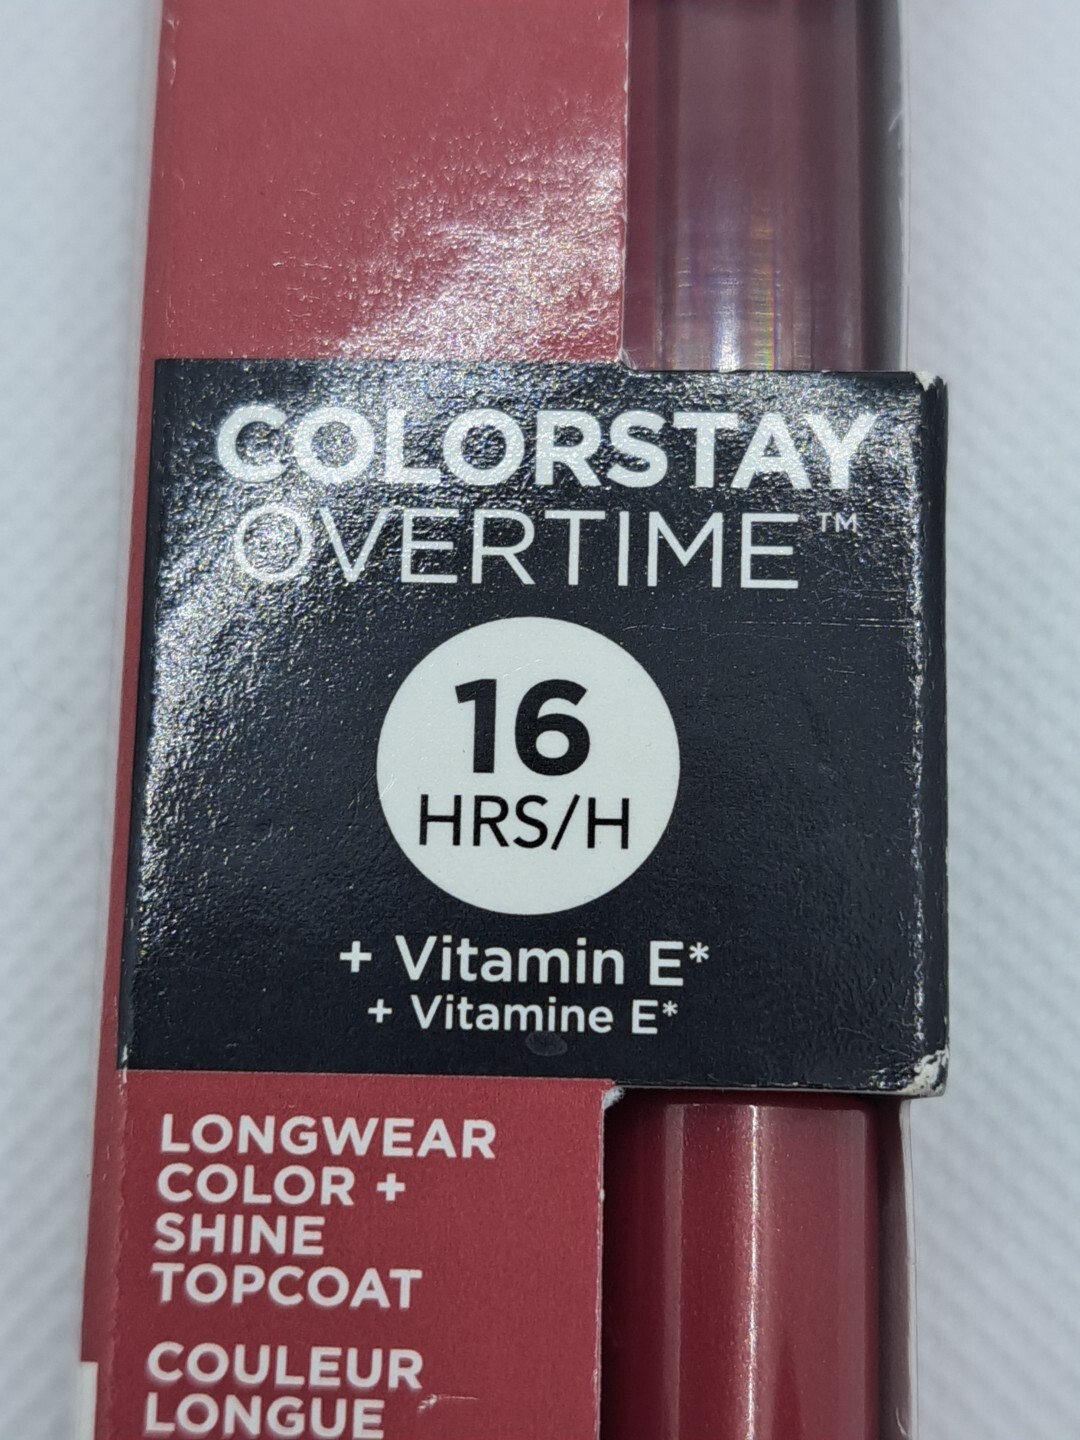 COLORSTAY
OVERTIME™
16
HRS/H
+ Vitamin E*
+ Vitamine E*
LONGWEAR
COLOR +
SHINE
TOPCOAT
COULEUR
LONGUE